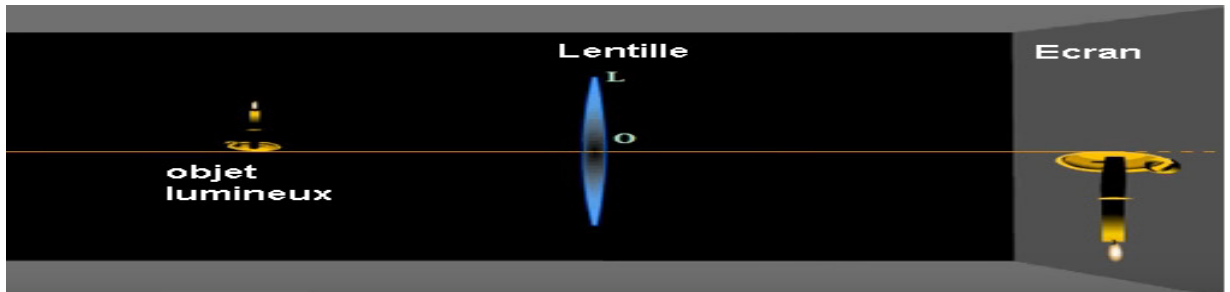 Lentille
Ecran
L
O
objet
lumineux